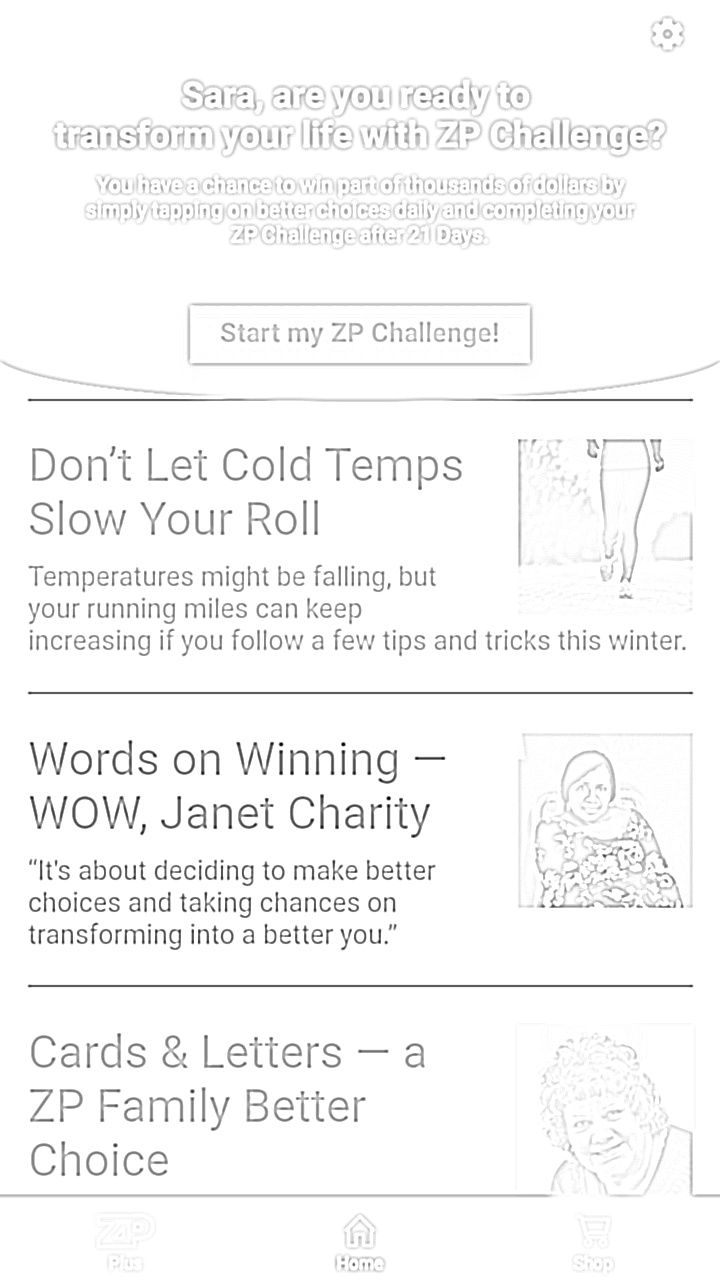 Sara, are you ready to
transform your life with ZP Challenge?
You have a chance to win part of thousands of dollars by
simply tapping on better choices daily and completing your
ZP Challenge after 21 Days.
Start my ZP Challenge!
Don’t Let Cold Temps
Slow Your Roll
Temperatures might be falling, but
your running miles can keep
increasing if you follow a few tips and tricks this winter.
Words on Winning —
WOW, Janet Charity
“It's about deciding to make better
choices and taking chances on
transforming into a better you.”
Cards & Letters — a
ZP Family Better
Choice
ZAP
Plus
Home
Shop